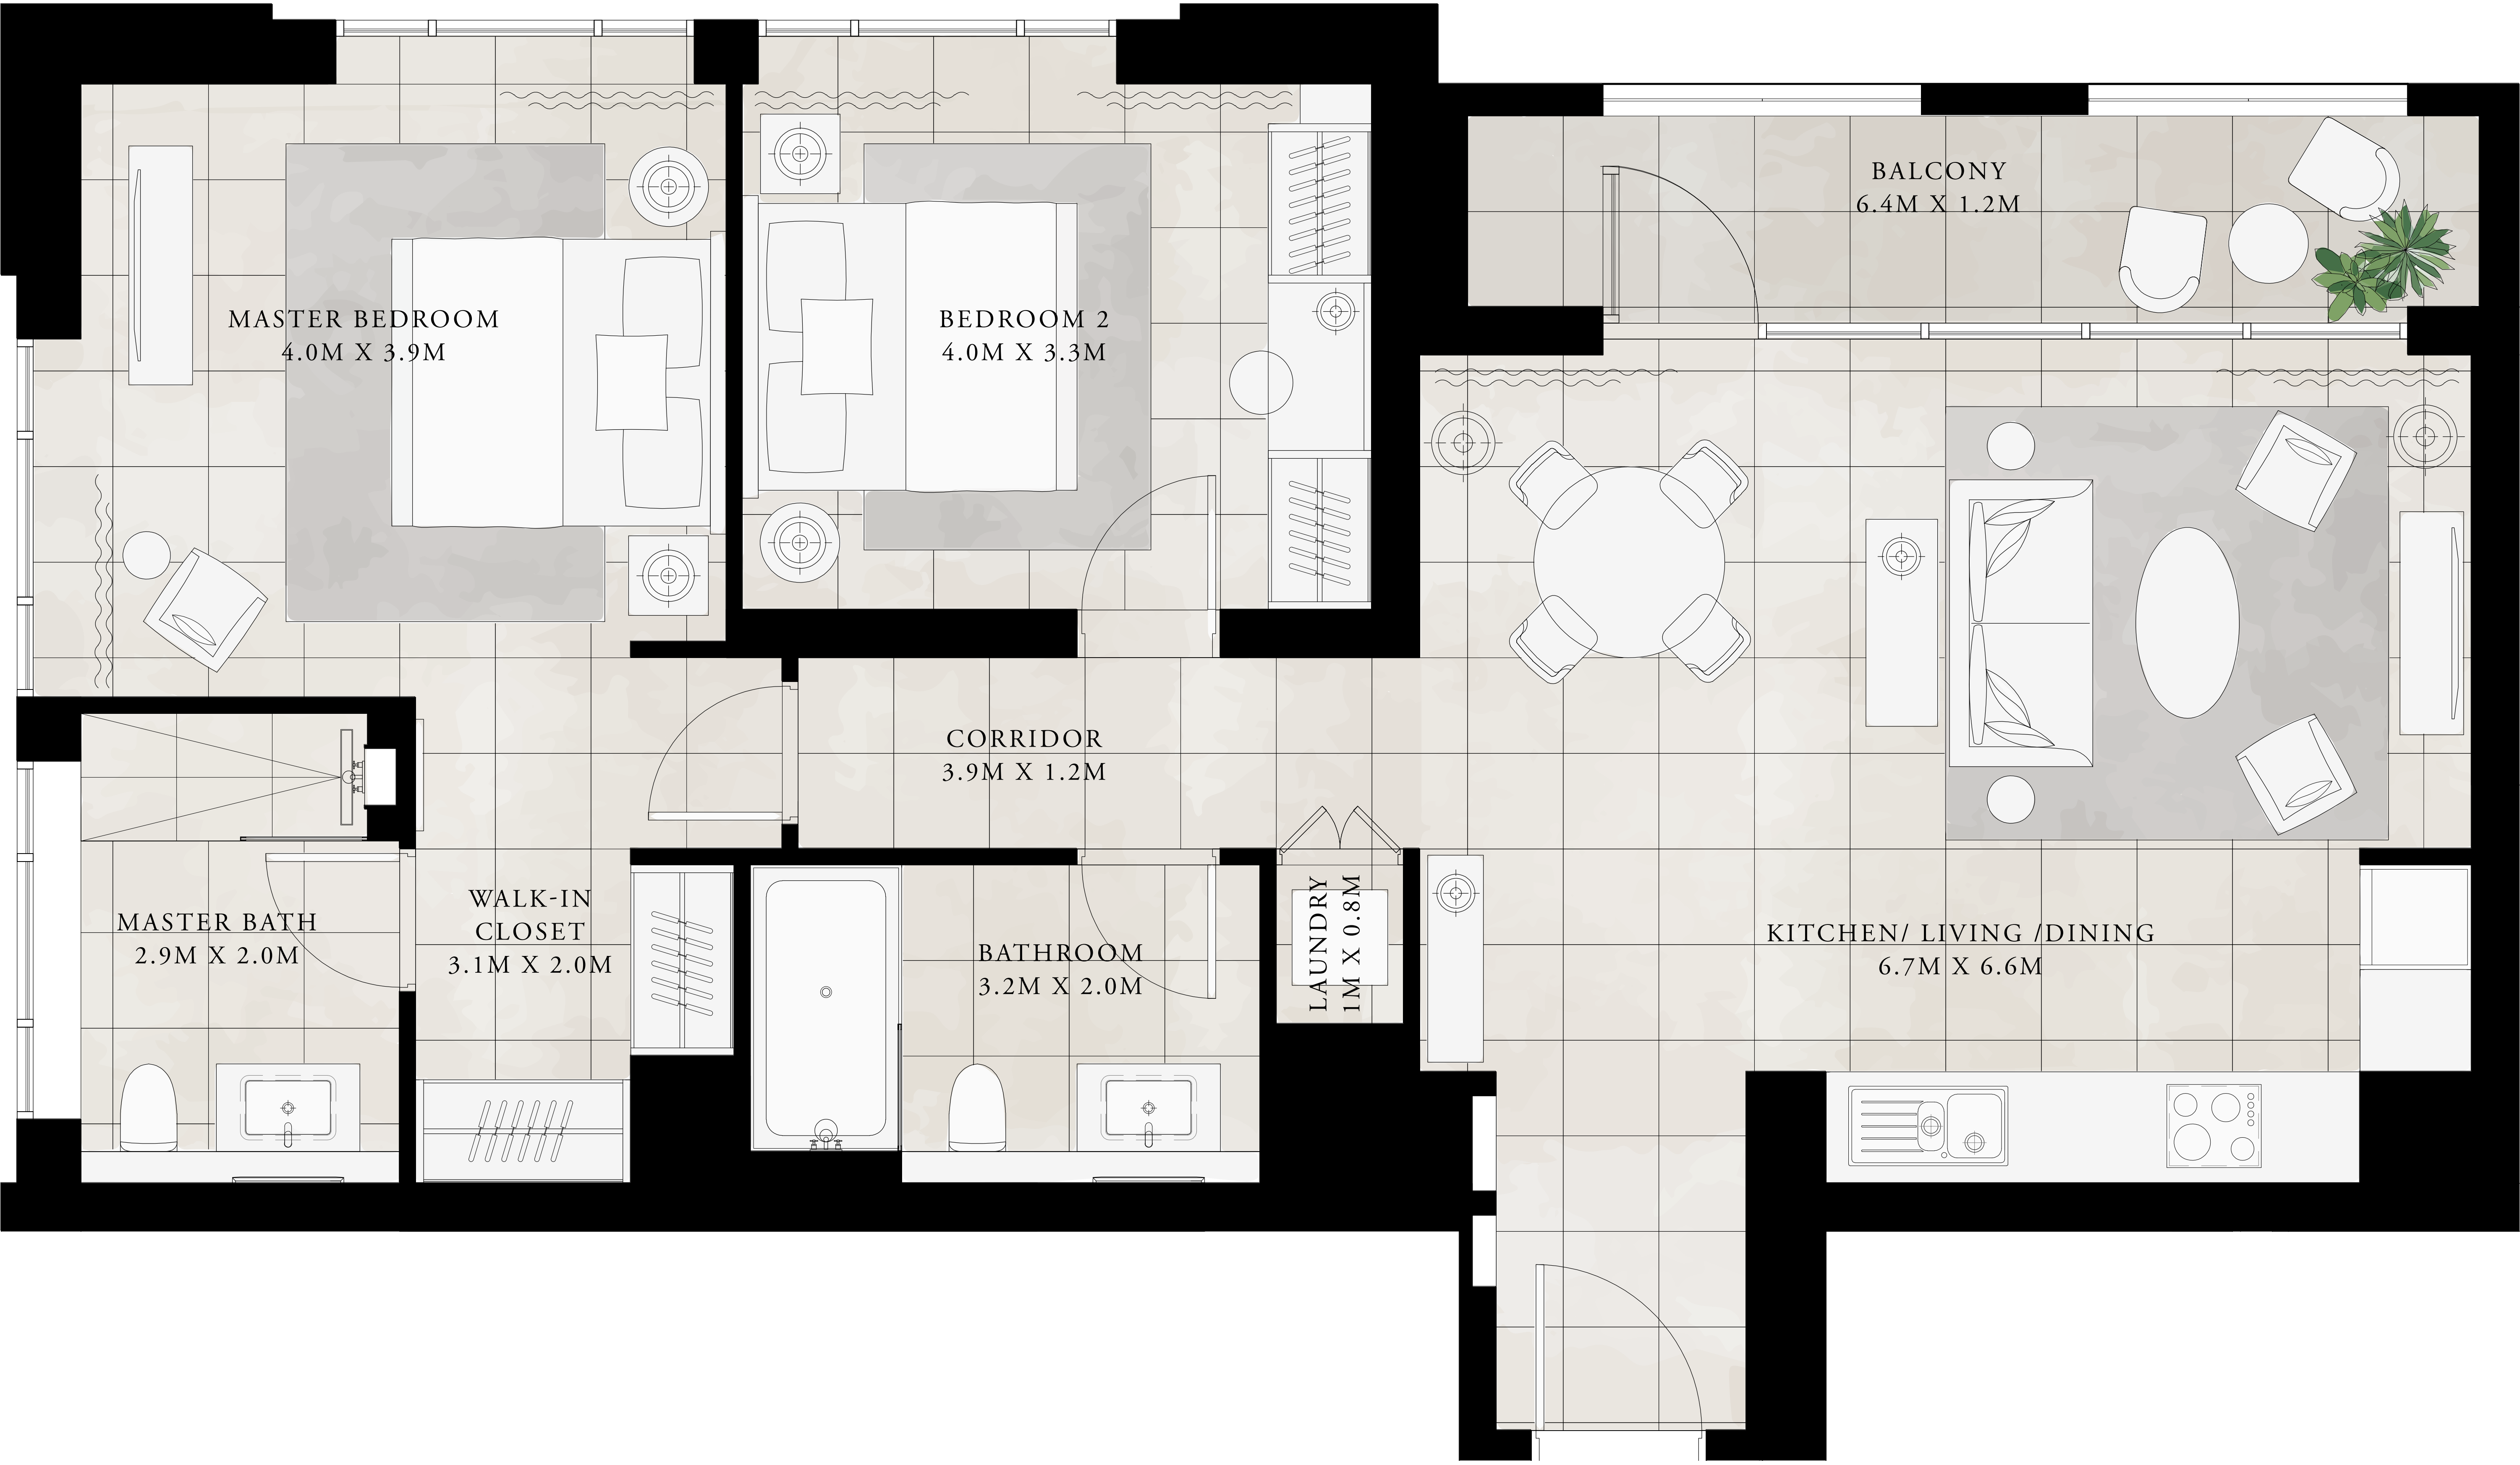 BALCONY
6.4M X 1.2M
MASTER BEDROOM
4.0M X 3.9M
BEDROOM 2
4.0M X 3.3M
CORRIDOR
3.9M X 1.2M
MASTER BATH
2.9M X 2.0M
WALK-IN
CLOSET
3.1M X 2.0M
BATHROOM
3.2M X 2.0M
LAUNDRY
1M X 0.8M
KITCHEN/ LIVING /DINING
6.7M X 6.6M